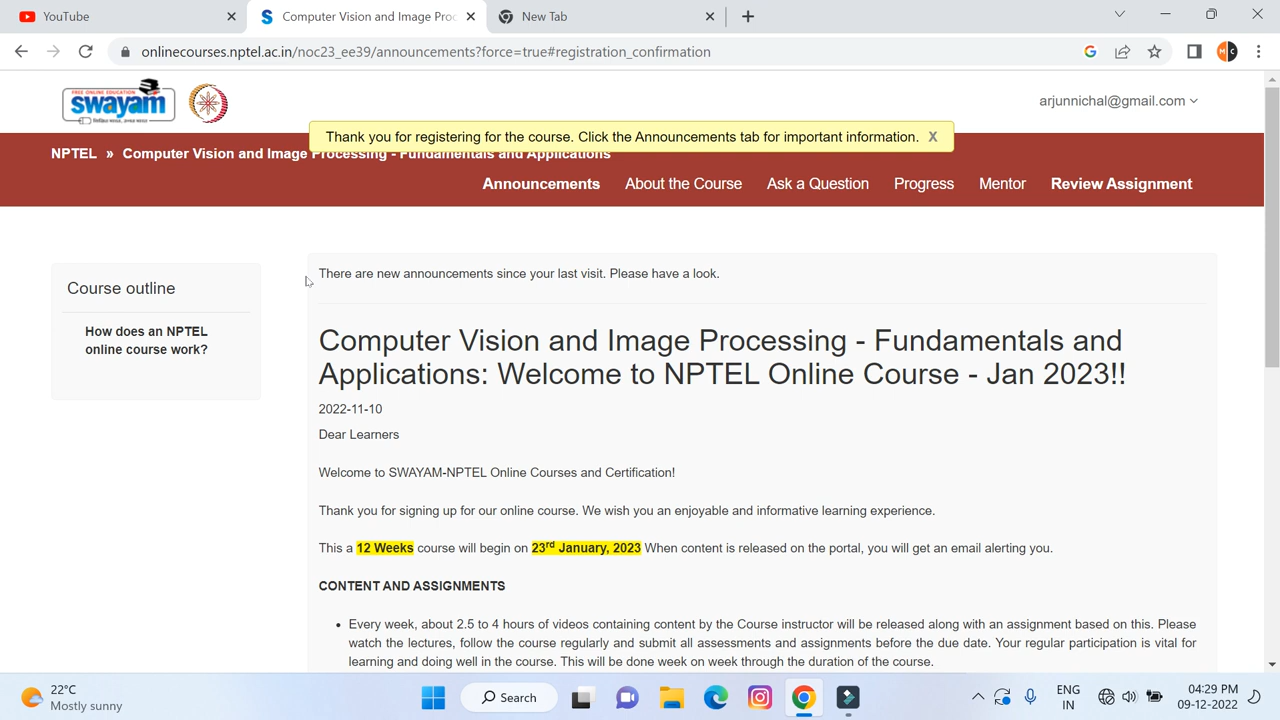 YouTube
Computer Vision and Image Proc
New Tab
onlinecourses.nptel.ac.in/noc23_ee39/announcements?force=true#registration_confirmation
FREE ONLINE EDUCATION
swayam
arjunnichal@gmail.com
Thank you for registering for the course. Click the Announcements tab for important information. X
NPTEL » Computer Vision and Image Processing - Fundamentals and Applications
Announcements About the Course Ask a Question Progress Mentor Review Assignment
Course outline
How does an NPTEL
online course work?
There are new announcements since your last visit. Please have a look.
Computer Vision and Image Processing - Fundamentals and
Applications: Welcome to NPTEL Online Course - Jan 2023!!
2022-11-10
Dear Learners
Welcome to SWAYAM-NPTEL Online Courses and Certification!
Thank you for signing up for our online course. We wish you an enjoyable and informative learning experience.
This a 12 Weeks course will begin on 23rd January, 2023 When content is released on the portal, you will get an email alerting you.
CONTENT AND ASSIGNMENTS
• Every week, about 2.5 to 4 hours of videos containing content by the Course instructor will be released along with an assignment based on this. Please
watch the lectures, follow the course regularly and submit all assessments and assignments before the due date. Your regular participation is vital for
learning and doing well in the course. This will be done week on week through the duration of the course.
22°C
Mostly sunny
Search
ENG
IN
04:29 PM
09-12-2022